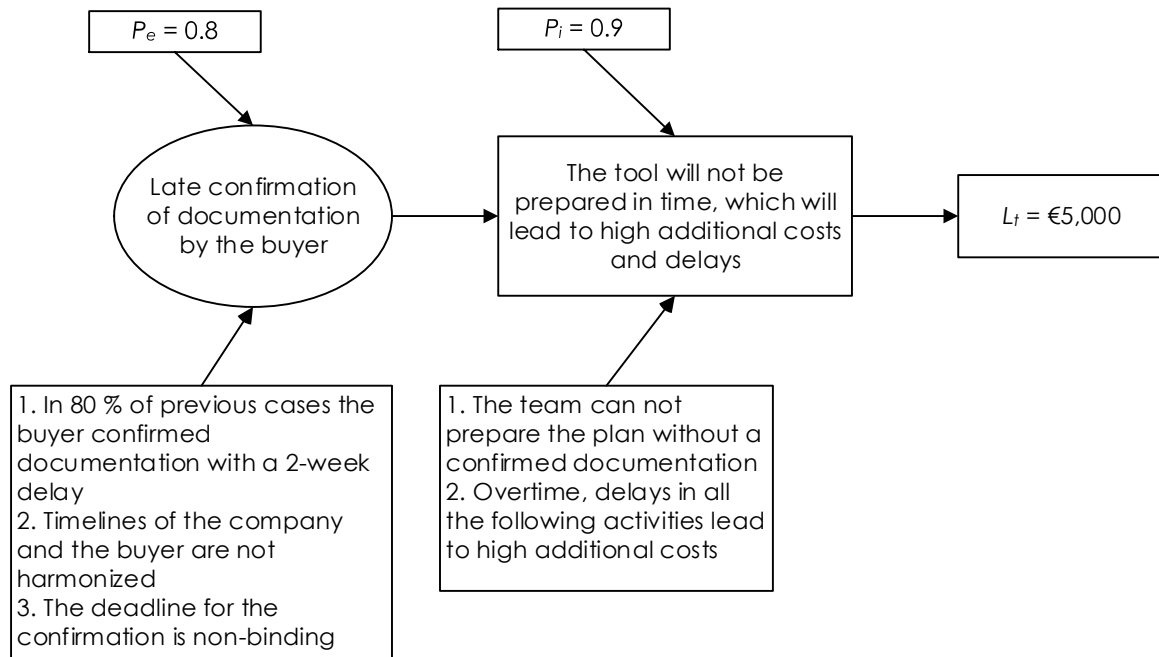 Pe = 0.8
Pi = 0.9
Late confirmation
of documentation
by the buyer
The tool will not be
prepared in time, which will
lead to high additional costs
and delays
Lt = €5,000
1. In 80 % of previous cases the
buyer confirmed
documentation with a 2-week
delay
2. Timelines of the company
and the buyer are not
harmonized
3. The deadline for the
confirmation is non-binding
1. The team can not
prepare the plan without a
confirmed documentation
2. Overtime, delays in all
the following activities lead
to high additional costs